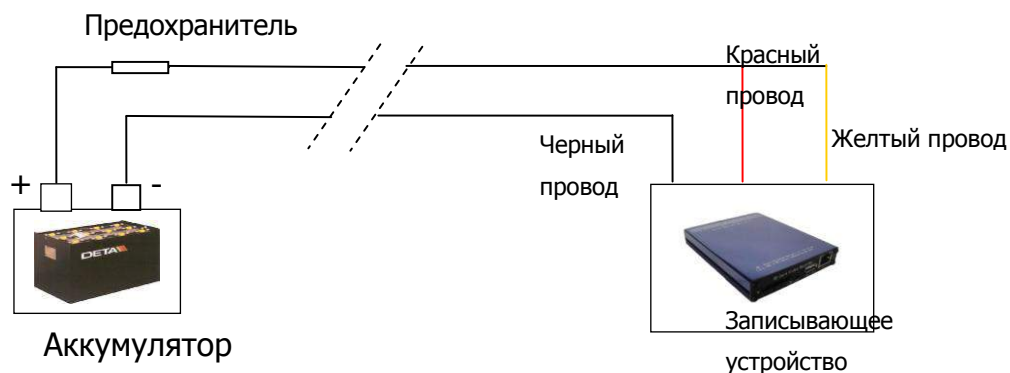 Предохранитель
Красный
провод
Желтый провод
Черный
провод
+ -
DETA
Записывающее
устройство
Аккумулятор